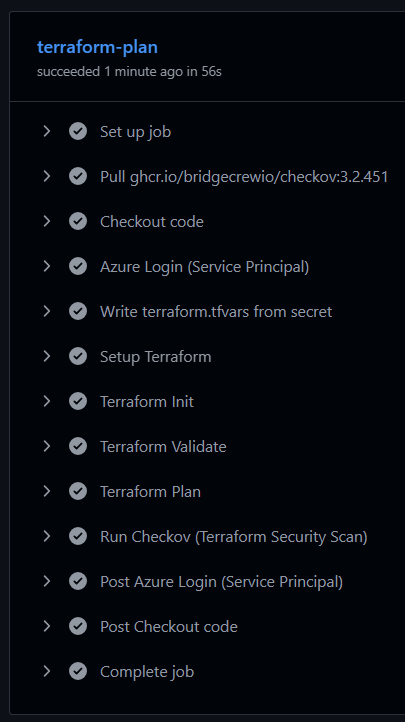 terraform-plan
succeeded 1 minute ago in 56s
Set up job
Pull ghcr.io/bridgecrewio/checkov:3.2.451
Checkout code
Azure Login (Service Principal)
Write terraform.tfvars from secret
Setup Terraform
Terraform Init
Terraform Validate
Terraform Plan
Run Checkov (Terraform Security Scan)
Post Azure Login (Service Principal)
Post Checkout code
Complete job